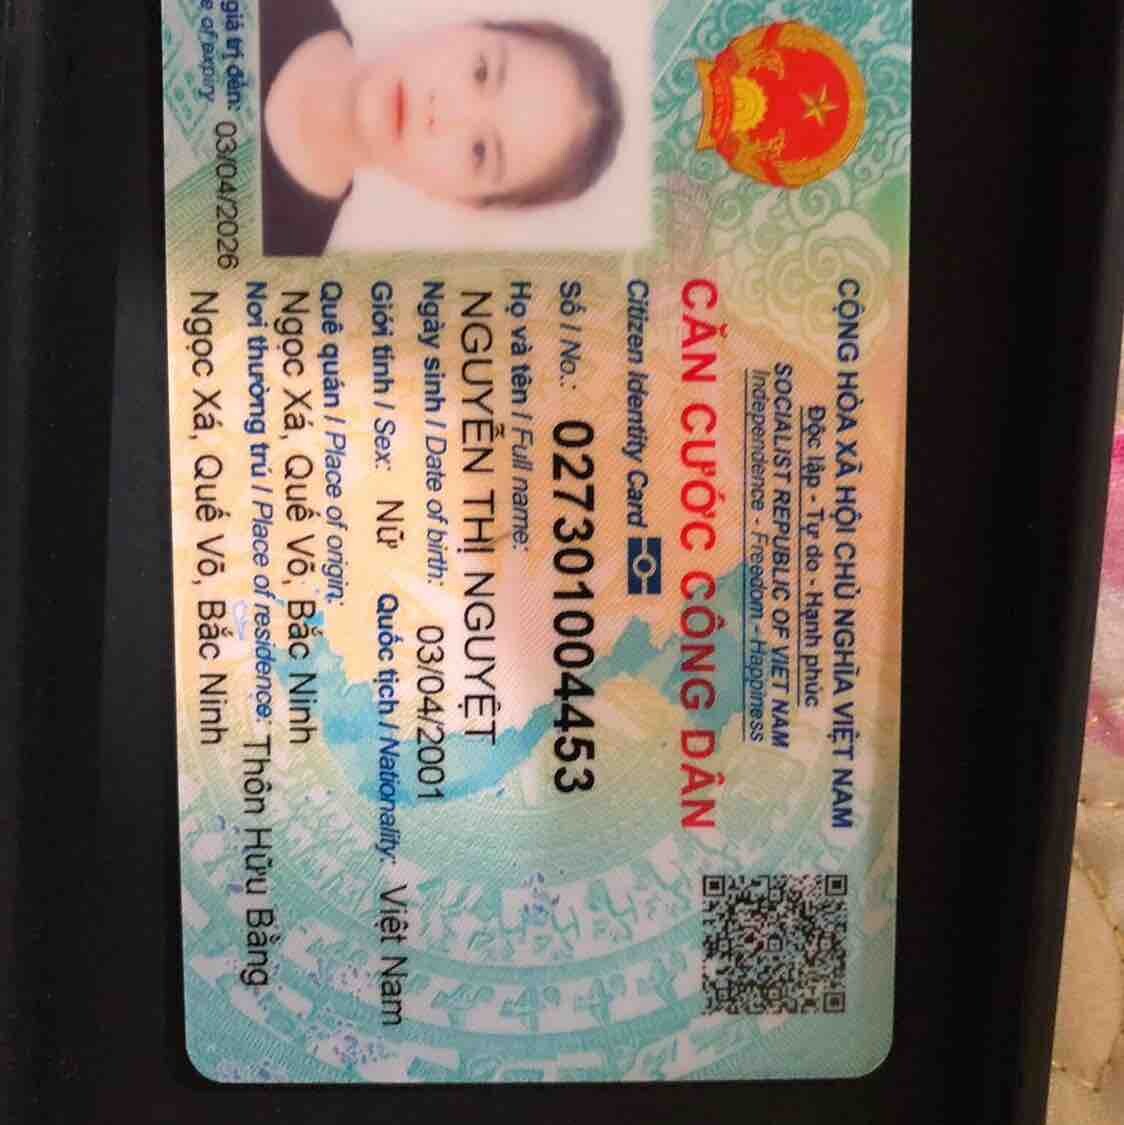 CỘNG HÒA XÃ HỘI CHỦ NGHĨA VIỆT NAM
Độc lập - Tự do - Hạnh phúc
SOCIALIST REPUBLIC OF VIET NAM
Independence - Freedom - Happiness
CĂN CƯỚC CÔNG DÂN
Citizen Identity Card
Số / No.: 027301004453
Họ và tên / Full name:
NGUYỄN THỊ NGUYỆT
Ngày sinh / Date of birth: 03/04/2001
Giới tính / Sex: Nữ Quốc tịch / Nationality: Việt Nam
Quê quán / Place of origin:
Ngọc Xá, Quế Võ, Bắc Ninh
Nơi thường trú / Place of residence: Thôn Hữu Bằng
Ngọc Xá, Quế Võ, Bắc Ninh
giá trị đến: 03/04/2026
of expiry